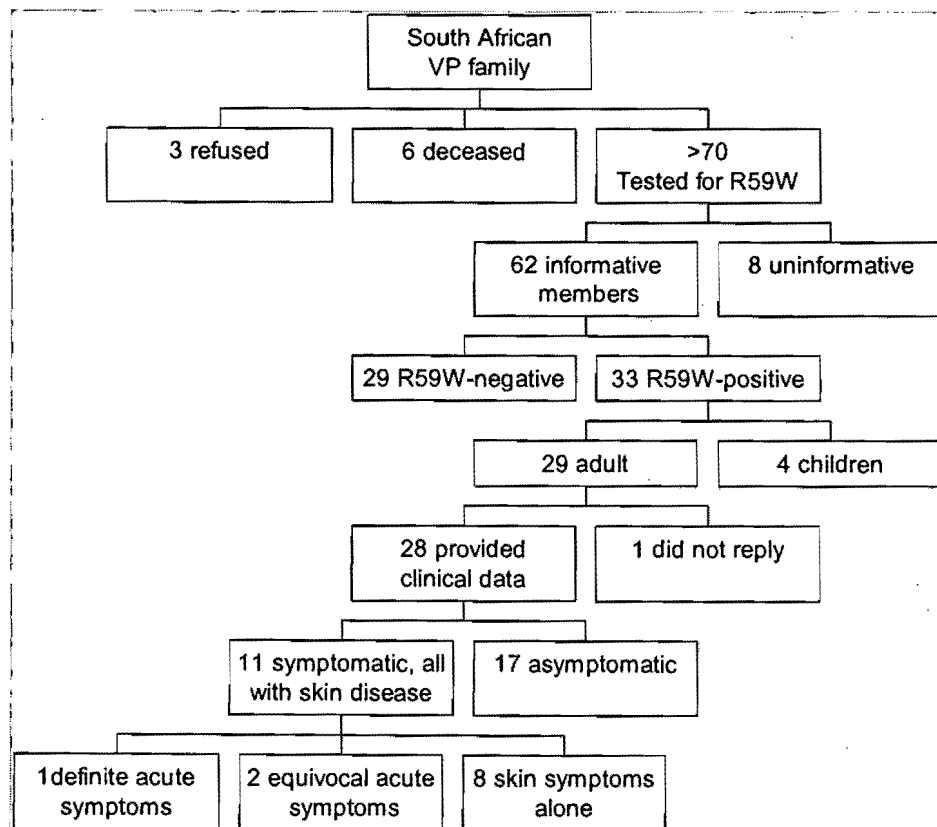 South African
VP family
3 refused
6 deceased
>70
Tested for R59W
62 informative
members
8 uninformative
29 R59W-negative
33 R59W-positive
29 adult
4 children
28 provided
clinical data
1 did not reply
11 symptomatic, all
with skin disease
17 asymptomatic
1definite acute
symptoms
2 equivocal acute
symptoms
8 skin symptoms
alone